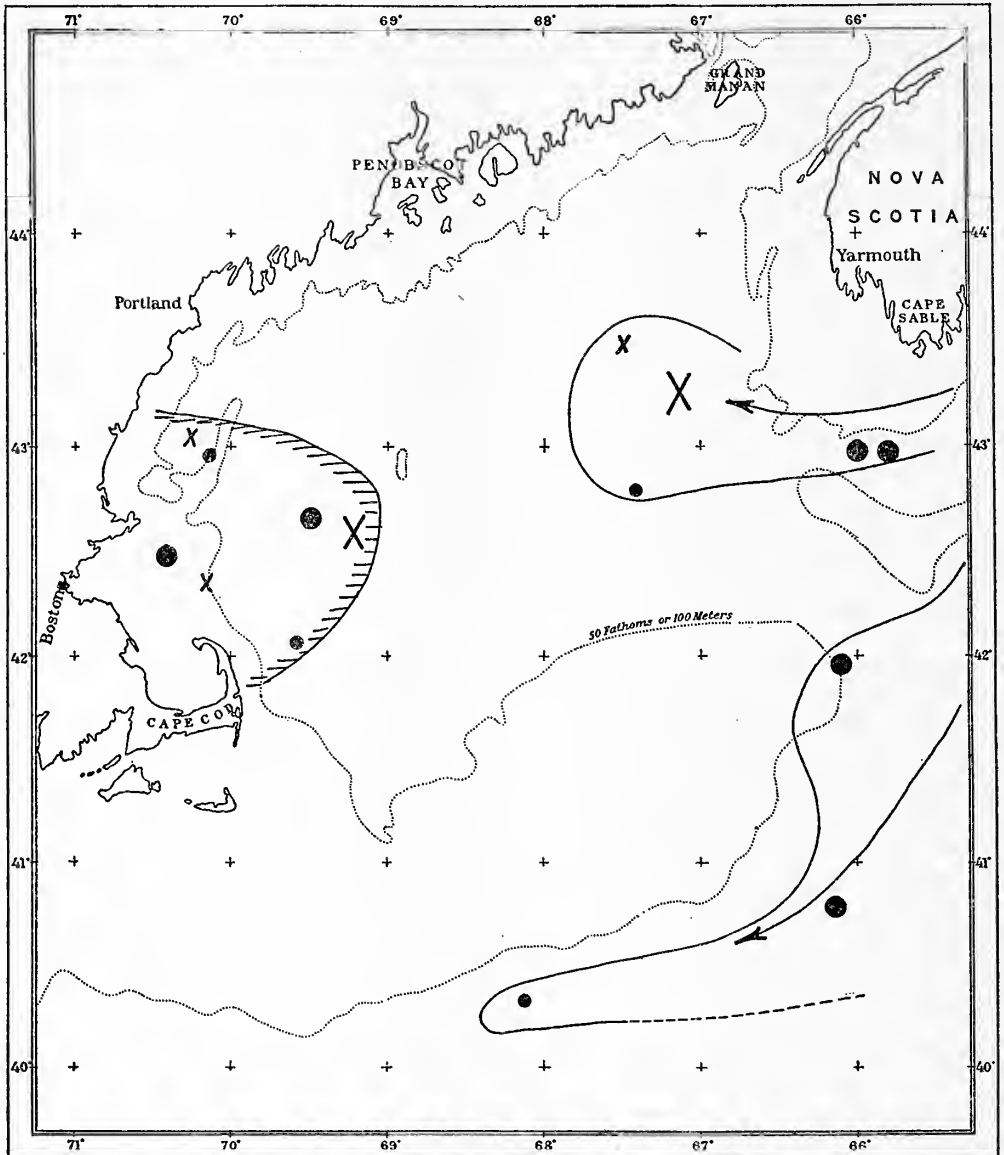 71° 70° 69° 68° 67° 66°
GRAND
MANAN
PENOBSCOT
BAY
NOVA
SCOTIA
44° 44°
Yarmouth
Portland
CAPE
SABLE
43° 43°
Boston
50 Fathoms or 100 Meters
42° 42°
CAPE COD
41° 41°
40° 40°
71° 70° 69° 68° 67° 66°